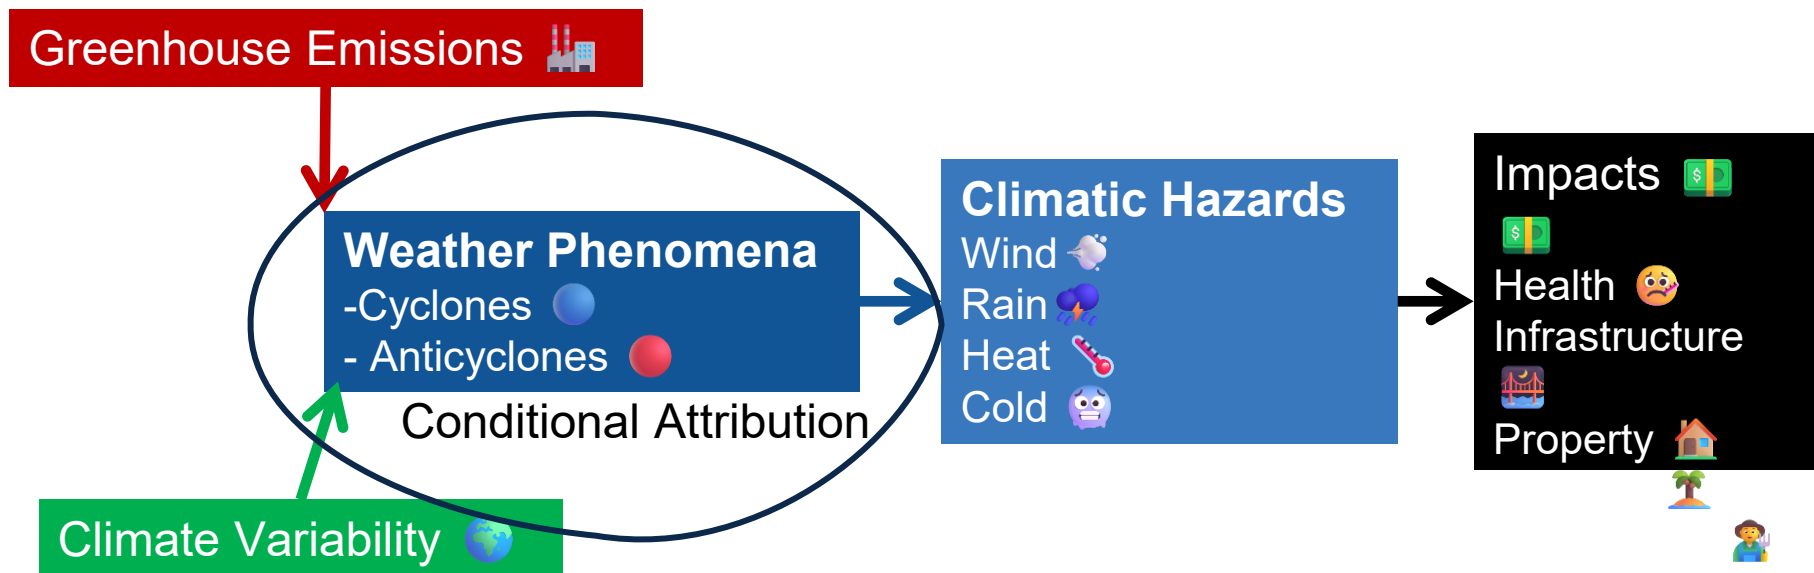 Greenhouse Emissions
Weather Phenomena
-Cyclones
- Anticyclones
Conditional Attribution
Climate Variability
Climatic Hazards
Wind
Rain
Heat
Cold
Impacts
Health
Infrastructure
Property